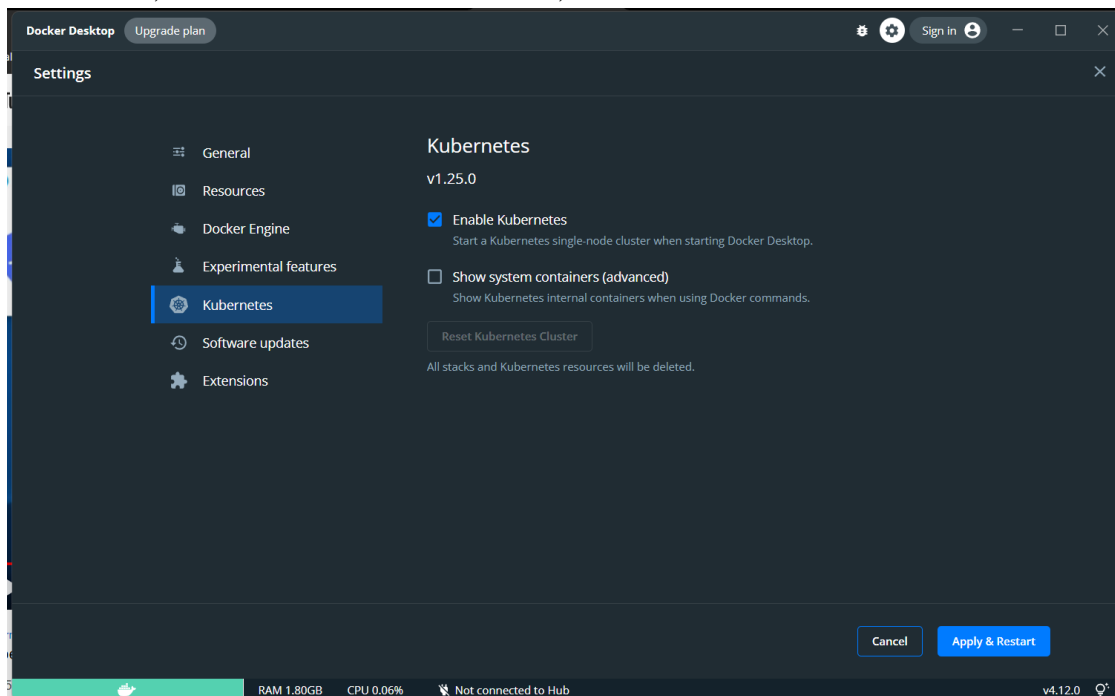 Docker Desktop Upgrade plan Sign in
Settings
General
Resources
Docker Engine
Experimental features
Kubernetes
Software updates
Extensions
Kubernetes
v1.25.0
Enable Kubernetes
Start a Kubernetes single-node cluster when starting Docker Desktop.
Show system containers (advanced)
Show Kubernetes internal containers when using Docker commands.
Reset Kubernetes Cluster
All stacks and Kubernetes resources will be deleted.
Cancel Apply & Restart
RAM 1.80GB CPU 0.06% Not connected to Hub v4.12.0